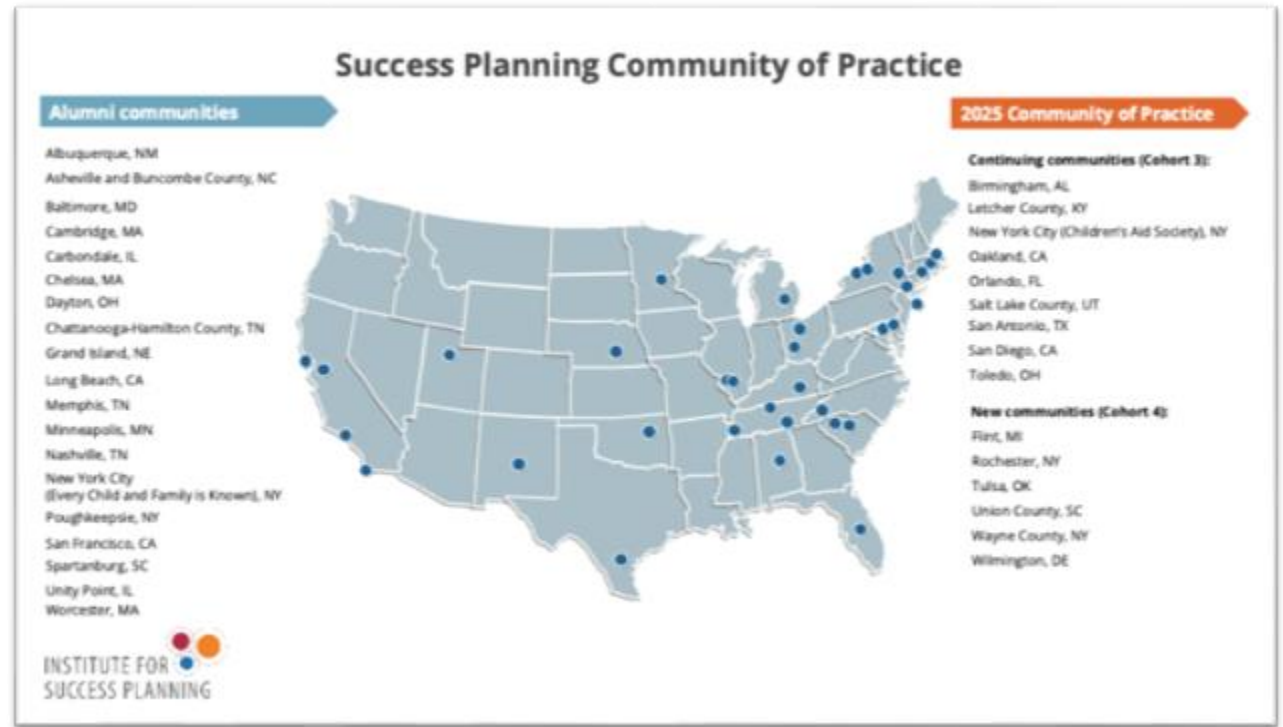 Success Planning Community of Practice
Alumni communities
Albuquerque, NM
Asheville and Buncombe County, NC
Baltimore, MD
Cambridge, MA
Carbondale, IL
Chelsea, MA
Dayton, OH
Chattanooga-Hamilton County, TN
Grand Island, NE
Long Beach, CA
Memphis, TN
Minneapolis, MN
Nashville, TN
New York City
(Every Child and Family is Known), NY
Poughkeepsie, NY
San Francisco, CA
Spartanburg, SC
Unity Point, IL
Worcester, MA
INSTITUTE FOR
SUCCESS PLANNING
2025 Community of Practice
Continuing communities (Cohort 3):
Birmingham, AL
Letcher County, KY
New York City (Children's Aid Society), NY
Oakland, CA
Orlando, FL
Salt Lake County, UT
San Antonio, TX
San Diego, CA
Toledo, OH
New communities (Cohort 4):
Flint, MI
Rochester, NY
Tulsa, OK
Union County, SC
Wayne County, NY
Wilmington, DE